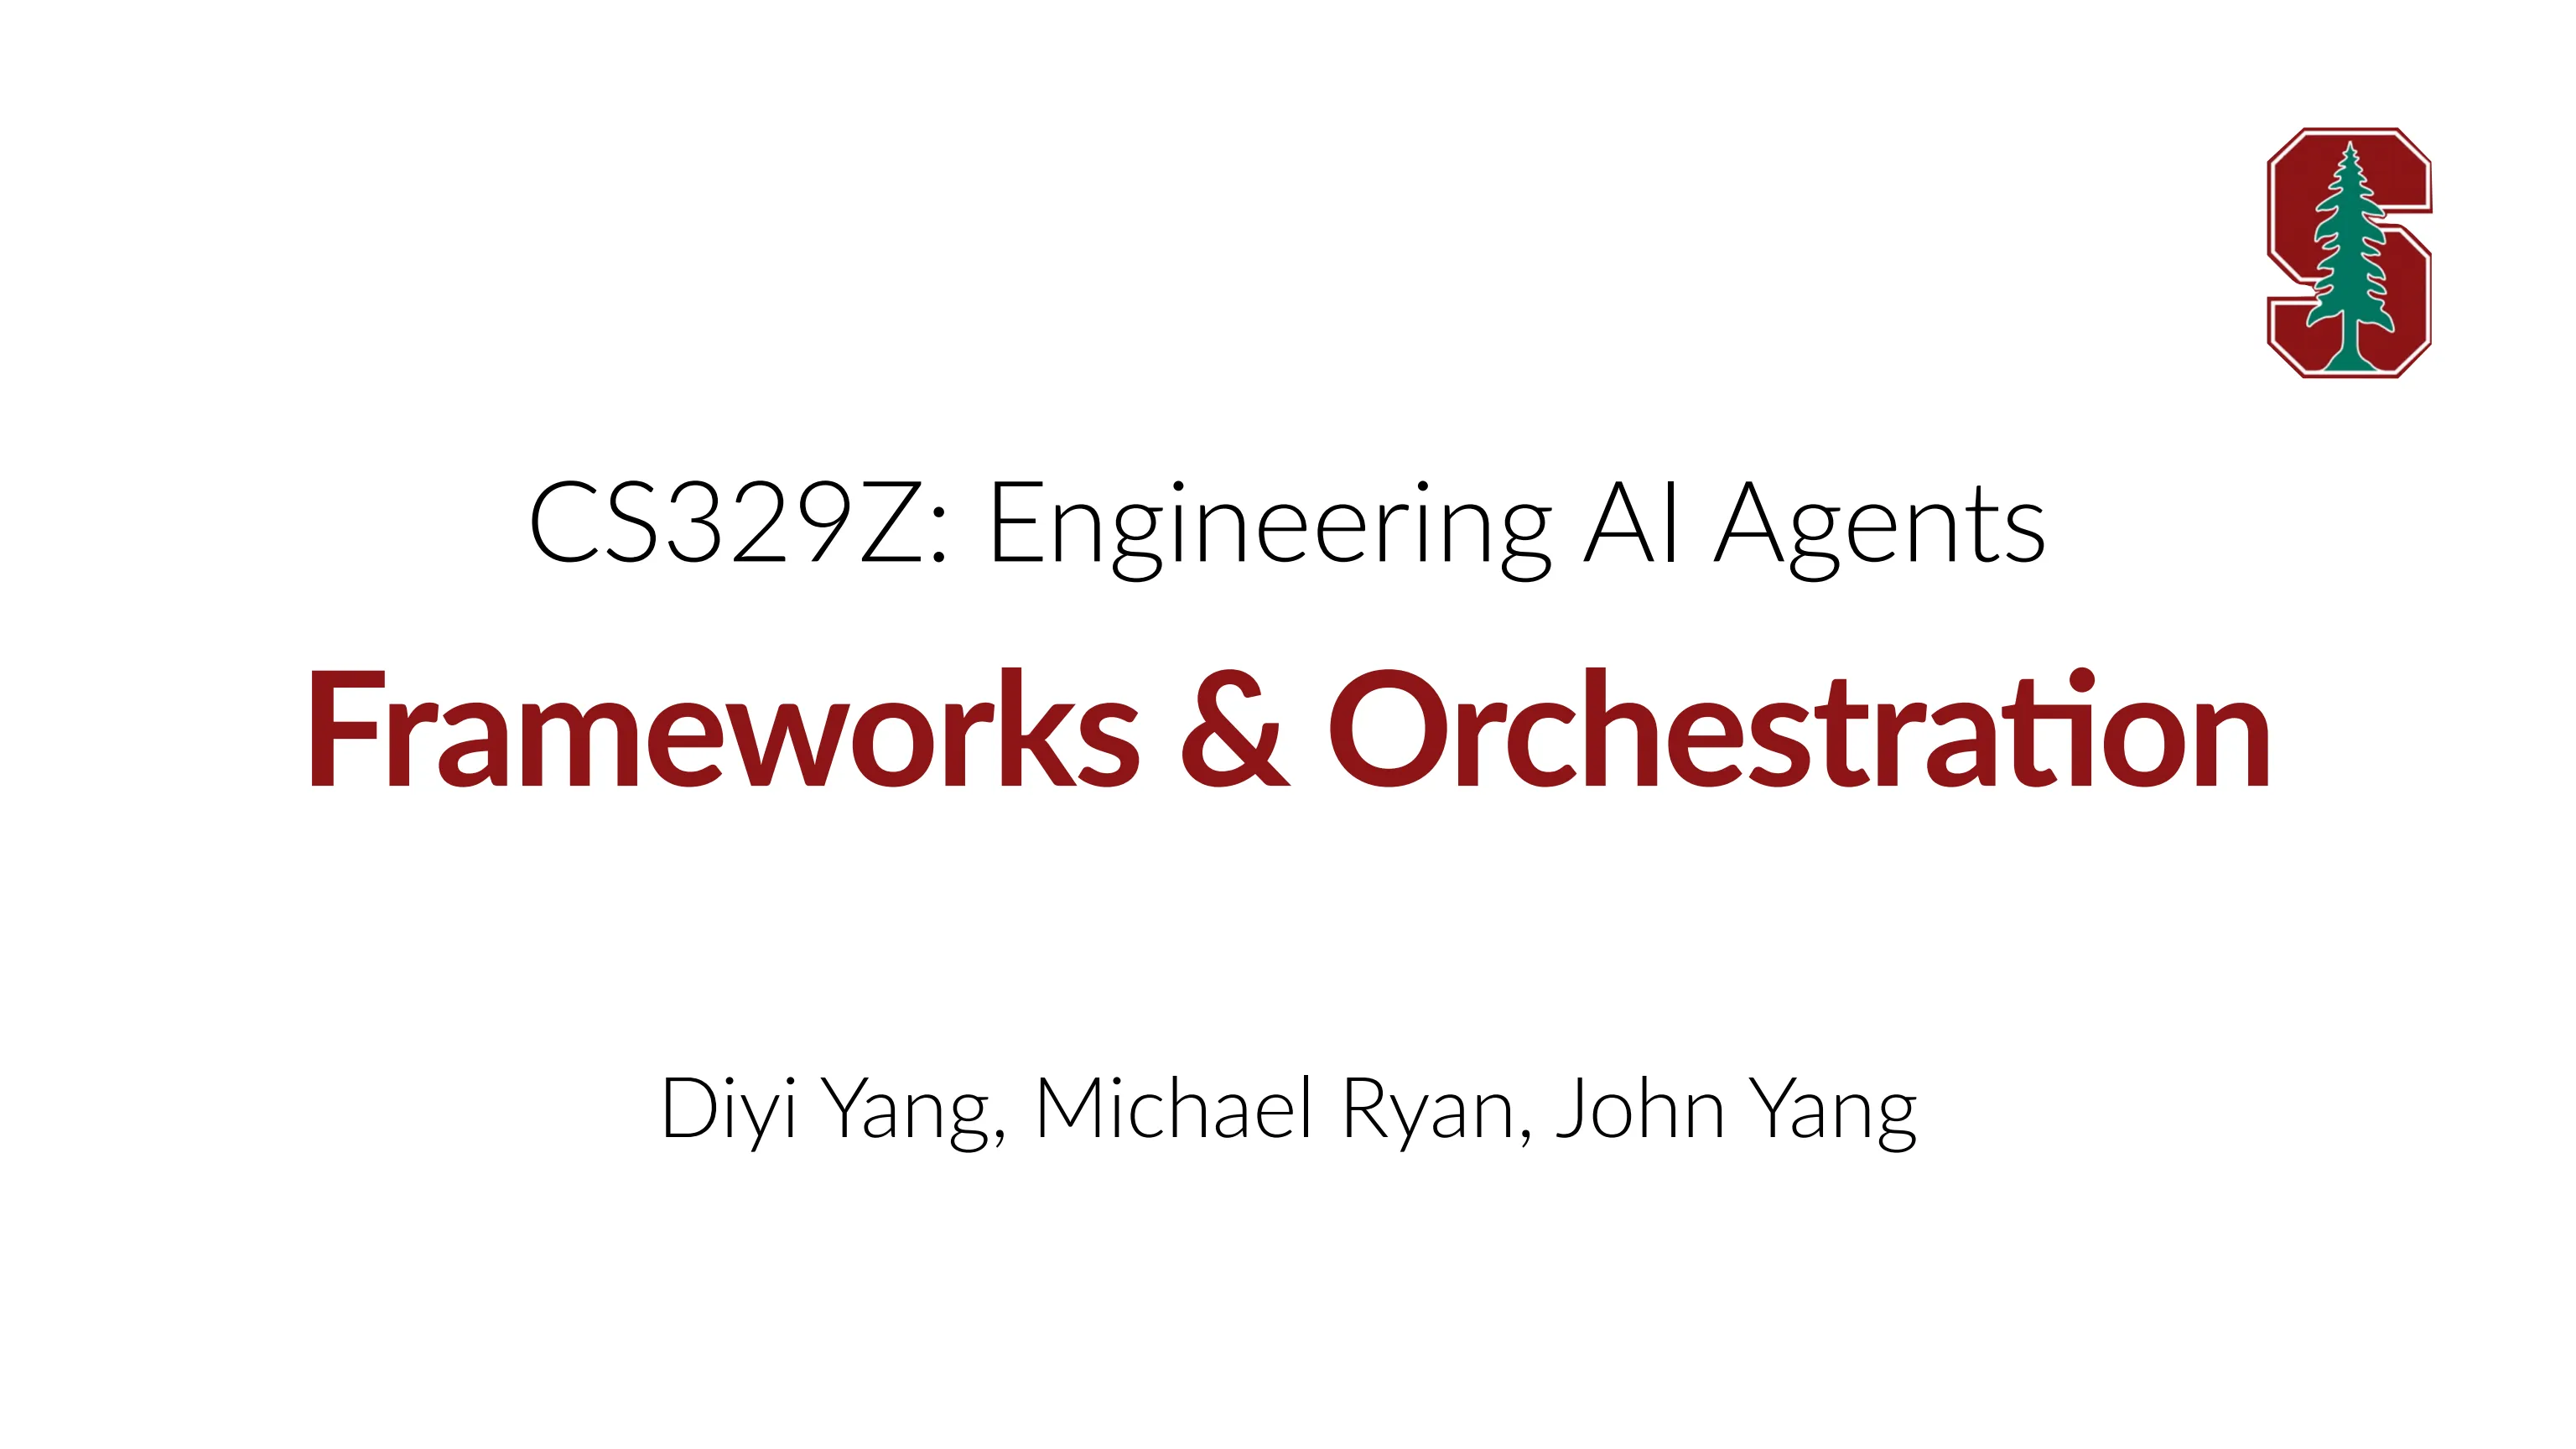 CS329Z: Engineering AI Agents
Frameworks & Orchestration
Diyi Yang, Michael Ryan, John Yang